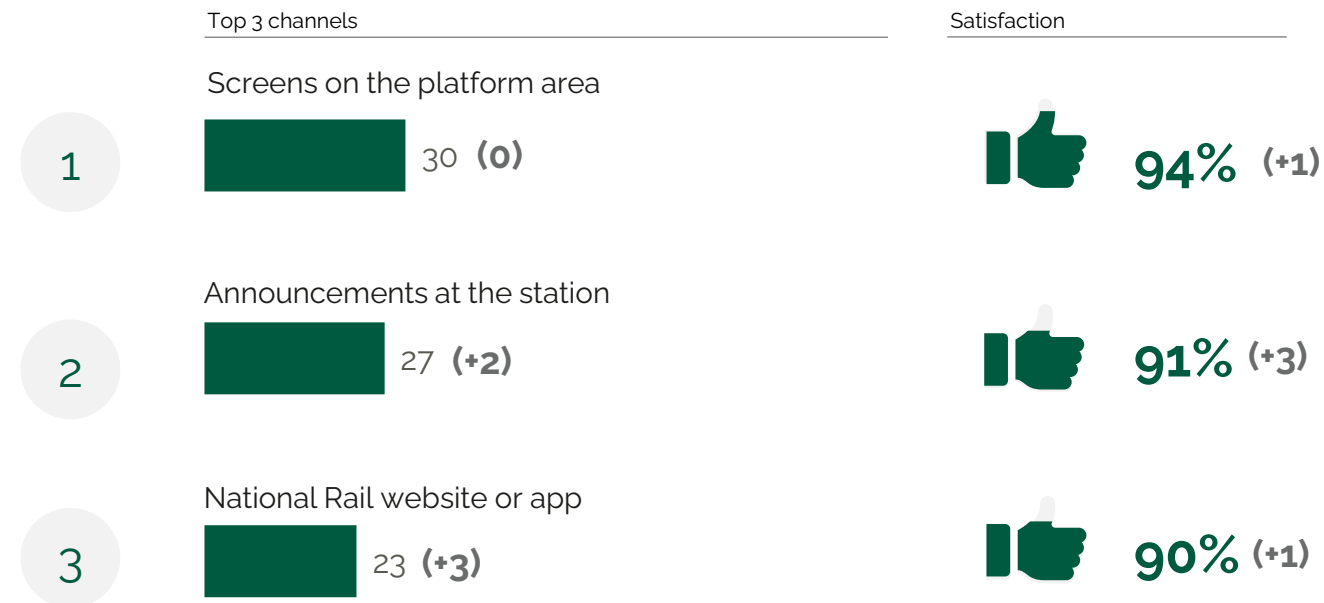 Top 3 channels Satisfaction
Screens on the platform area
1 30 (0) 94% (+1)
Announcements at the station
2 27 (+2) 91% (+3)
National Rail website or app
3 23 (+3) 90% (+1)